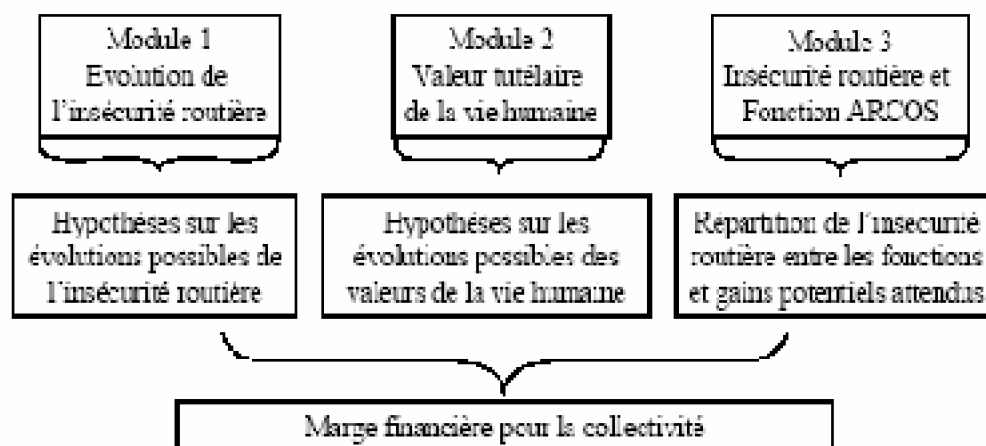 Module 1
Evolution de
l'insécurité routière
Module 2
Valeur tutélaire
de la vie humaine
Module 3
Insécurité routière et
Fonction ARCOS
Hypothéses sur les
évolutions possibles de
l'insécurité routière
Hypothéses sur les
évolutions possibles des
valeurs de la vie humaine
Répartition de l'insécurité
routière entre les fonctions
et gains potentiels attendus
Marge financière pour la collectivité